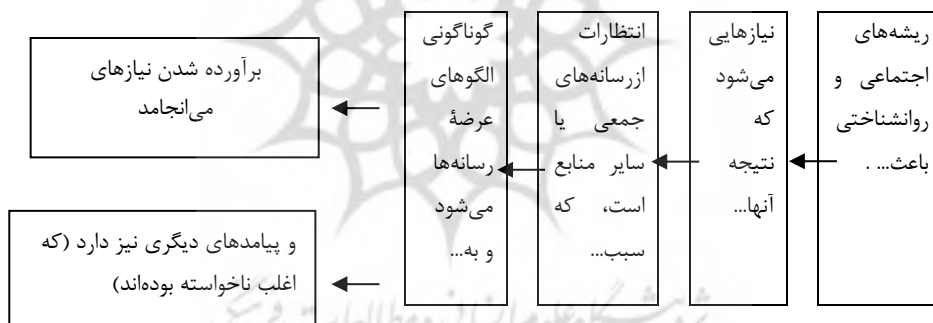 ریشه‌های
اجتماعی و
روانشناختی
باعث... .
نیازهایی
می‌شود
که
نتیجه
آنها...
انتظارات
ازرسانه‌های
جمعی یا
سایر منابع
است، که
سبب...
گوناگونی
الگوهای
عرضۀ
رسانه‌ها
می‌شود
و به...
برآورده شدن نیازهای
می‌انجامد
و پیامدهای دیگری نیز دارد (که
اغلب ناخواسته بوده‌اند)